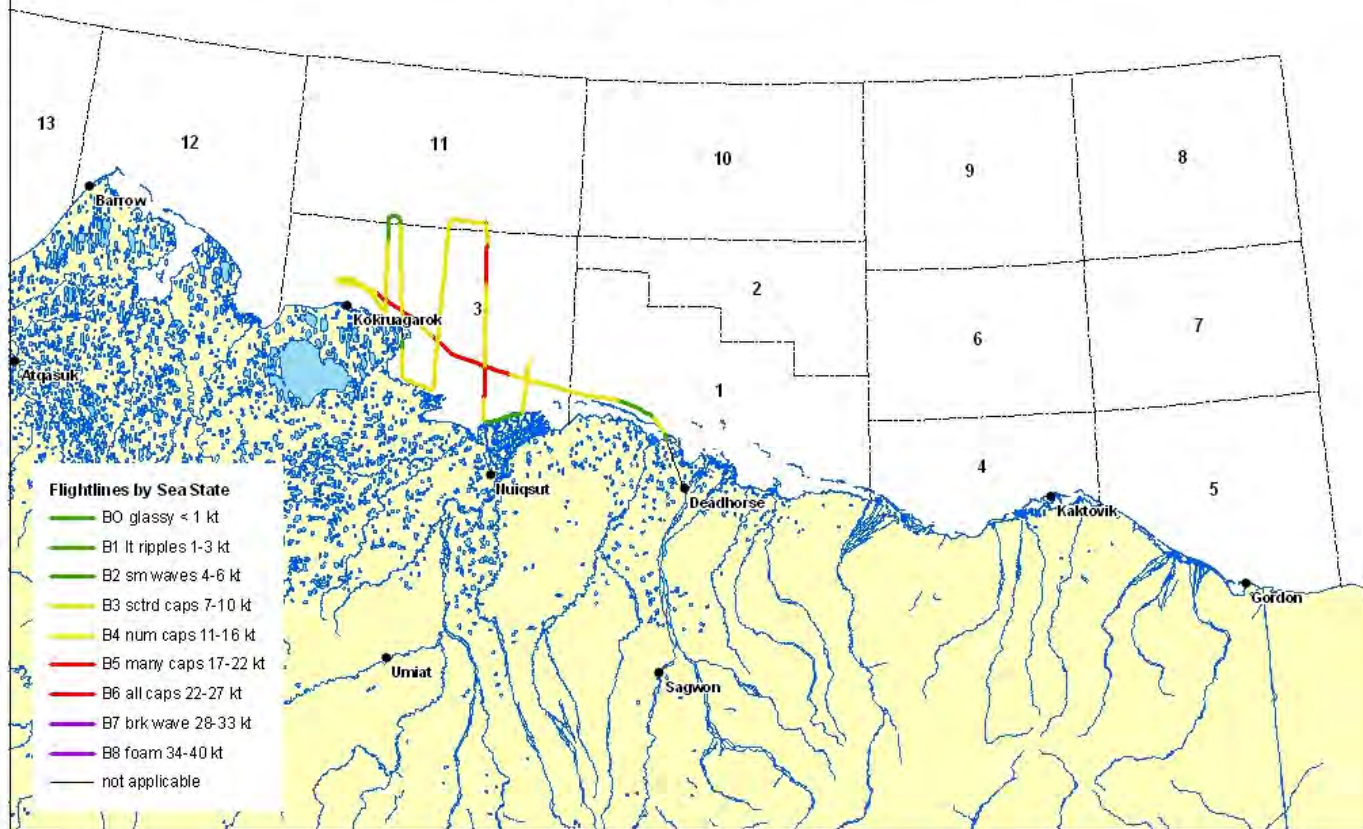 13
12
11
10
9
8
Barrow
2
3
Kokruagarok
6
7
Atqasuk
1
4
5
Nuiqsut
Deadhorse
Kaktovik
Gordon
Umiat
Sagwon
Flightlines by Sea State
B0 glassy < 1 kt
B1 lt ripples 1-3 kt
B2 sm waves 4-6 kt
B3 sctrd caps 7-10 kt
B4 num caps 11-16 kt
B5 many caps 17-22 kt
B6 all caps 22-27 kt
B7 brk wave 28-33 kt
B8 foam 34-40 kt
not applicable